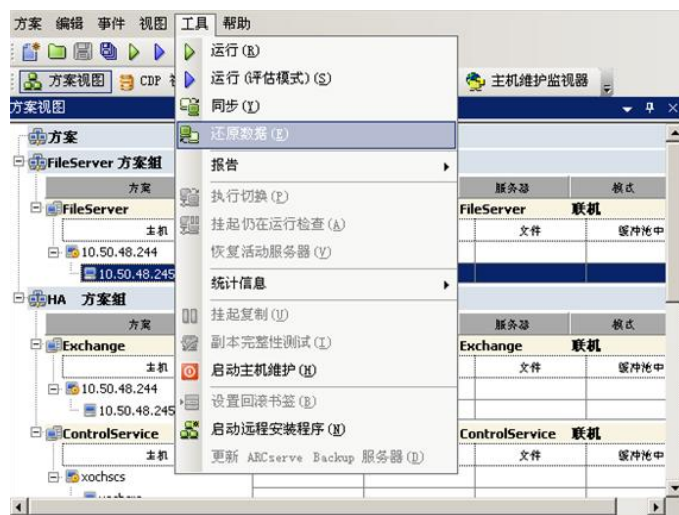 方案 编辑 事件 视图 工具 帮助
方案视图 CDP
主机维护监视器
方案视图
运行(R)
运行(评估模式)(S)
同步(Y)
还原数据(E)
报告
执行切换(P)
挂起仍在运行检查(A)
恢复活动服务器(V)
统计信息
挂起复制(U)
副本完整性测试(I)
启动主机维护(H)
设置回滚书签(B)
启动远程安装程序(N)
更新 ARCserve Backup 服务器(D)
方案
FileServer 方案组
方案 服务器 模式
FileServer FileServer 联机
主机 文件 缓冲池中
10.50.48.244
10.50.48.245
HA 方案组
方案 服务器 模式
Exchange Exchange 联机
主机 文件 缓冲池中
10.50.48.244
10.50.48.245
ControlService ControlService 联机
主机 文件 缓冲池中
xochscs